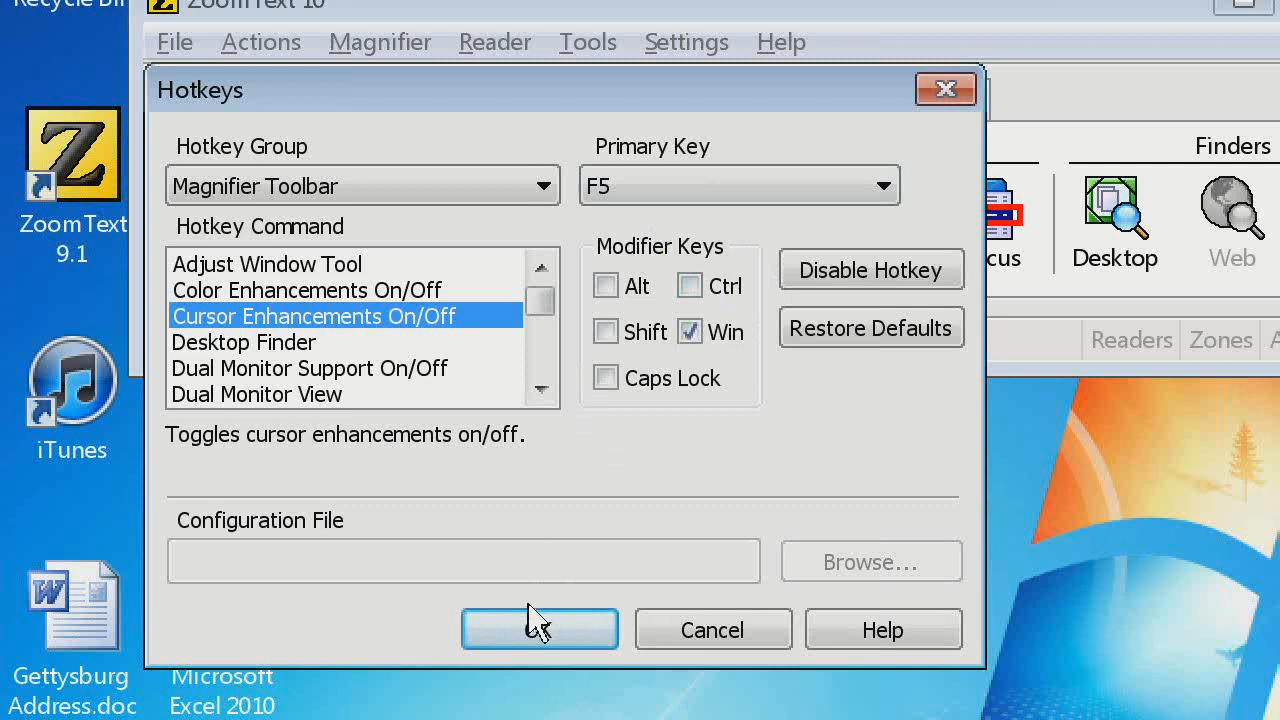 Recycle Bin
ZoomText 10
File Actions Magnifier Reader Tools Settings Help
Hotkeys
Hotkey Group
Primary Key
Finders
Magnifier Toolbar
F5
Hotkey Command
Modifier Keys
Adjust Window Tool
Color Enhancements On/Off
Cursor Enhancements On/Off
Desktop Finder
Dual Monitor Support On/Off
Dual Monitor View
Alt Ctrl
Shift Win
Caps Lock
Disable Hotkey
Restore Defaults
cus
Desktop
Web
Readers Zones
Toggles cursor enhancements on/off.
Configuration File
Browse...
Cancel
Help
Z
ZoomText
9.1
iTunes
W
Gettysburg
Address.doc
Microsoft
Excel 2010